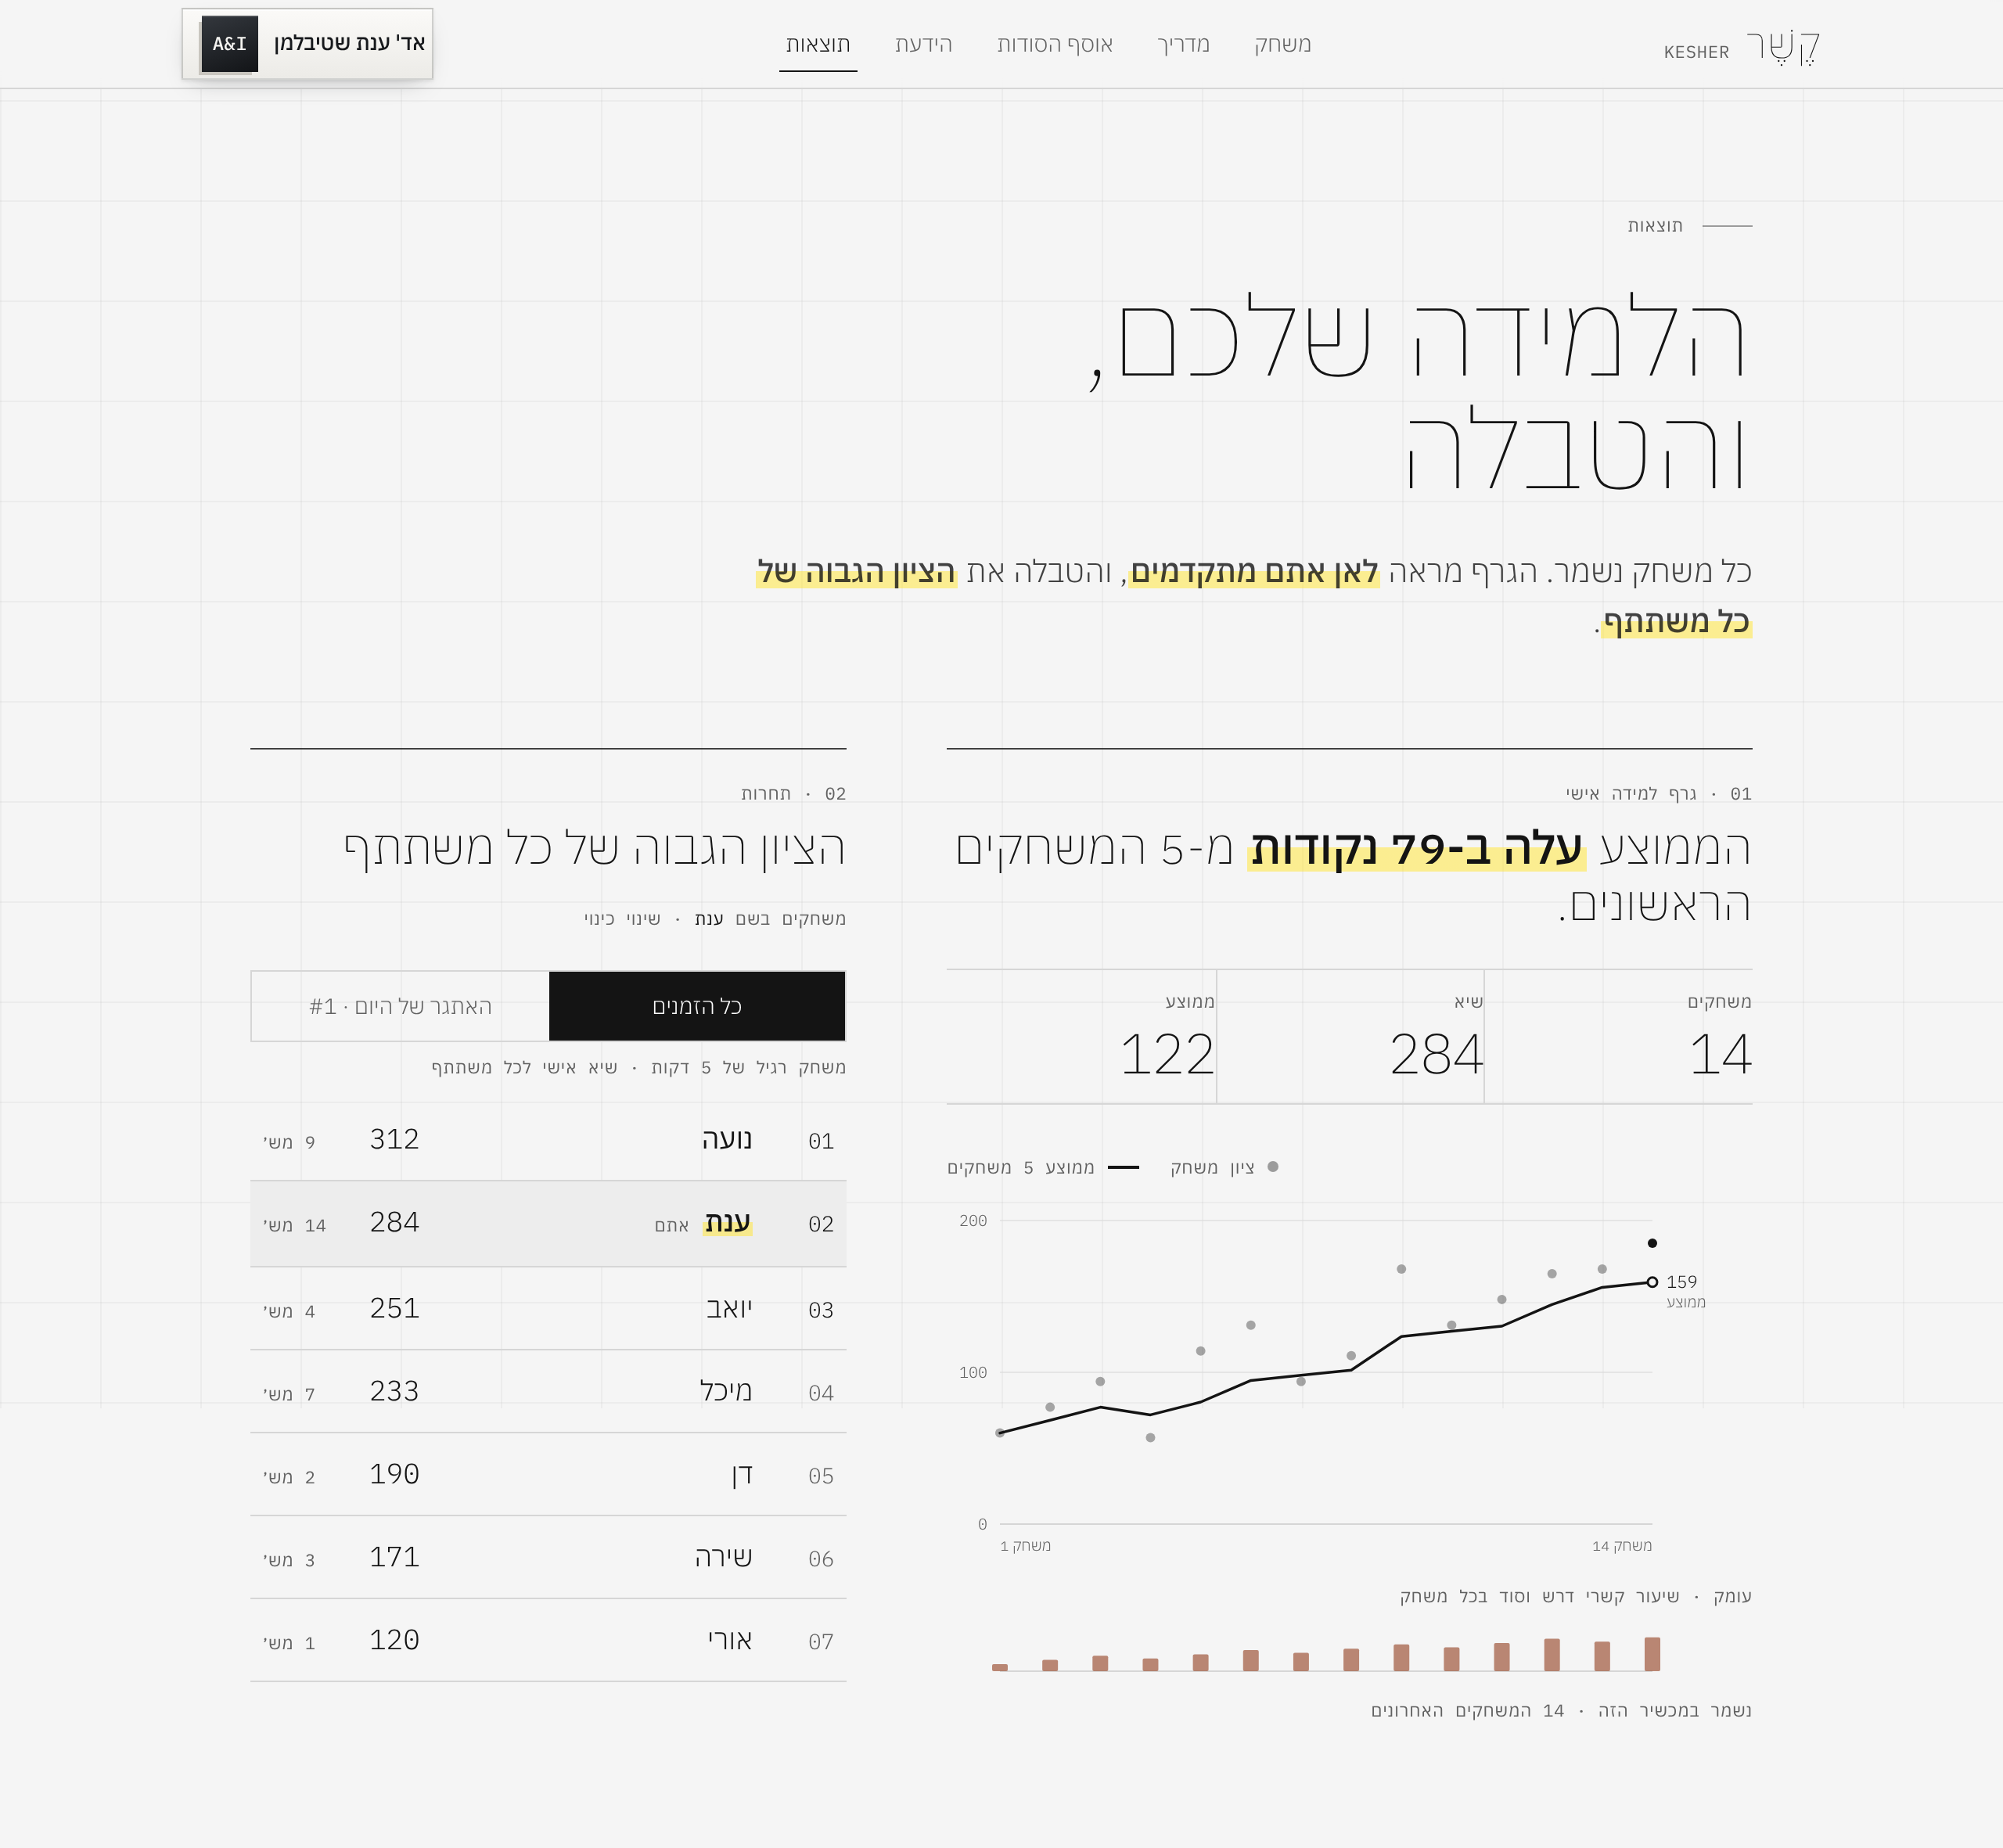 קֶשֶׁר KESHER
משחק
מדריך
אוסף הסודות
הידעת
תוצאות
אד' ענת שטיבלמן
A&I
תוצאות
הלמידה שלכם,
והטבלה
כל משחק נשמר. הגרף מראה לאן אתם מתקדמים, והטבלה את הציון הגבוה של
כל משתתף.
01 · גרף למידה אישי
הממוצע עלה ב-79 נקודות מ-5 המשחקים
הראשונים.
משחקים
14
שיא
284
ממוצע
122
ציון משחק
ממוצע 5 משחקים
200
100
0
159
ממוצע
משחק 1
משחק 14
עומק · שיעור קשרי דרש וסוד בכל משחק
נשמר במכשיר הזה · 14 המשחקים האחרונים
02 · תחרות
הציון הגבוה של כל משתתף
משחקים בשם ענת · שינוי כינוי
כל הזמנים
האתגר של היום · #1
משחק רגיל של 5 דקות · שיא אישי לכל משתתף
01 נועה 312 9 מש׳
02 ענת אתם 284 14 מש׳
03 יואב 251 4 מש׳
04 מיכל 233 7 מש׳
05 דן 190 2 מש׳
06 שירה 171 3 מש׳
07 אורי 120 1 מש׳